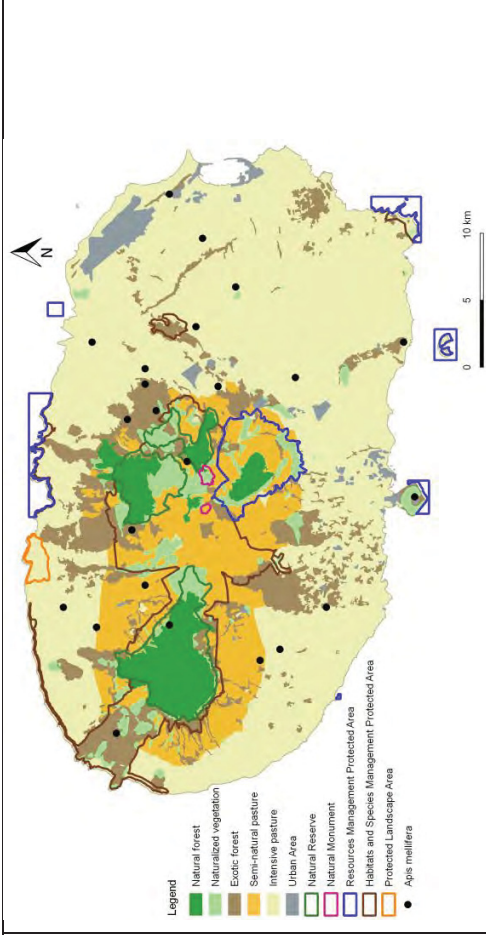 Legend
Natural forest
Naturalized vegetation
Exotic forest
Semi-natural pasture
Intensive pasture
Urban Area
Natural Reserve
Natural Monument
Resources Management Protected Area
Habitats and Species Management Protected Area
Protected Landscape Area
Apis mellifera
N
0 5 10 km